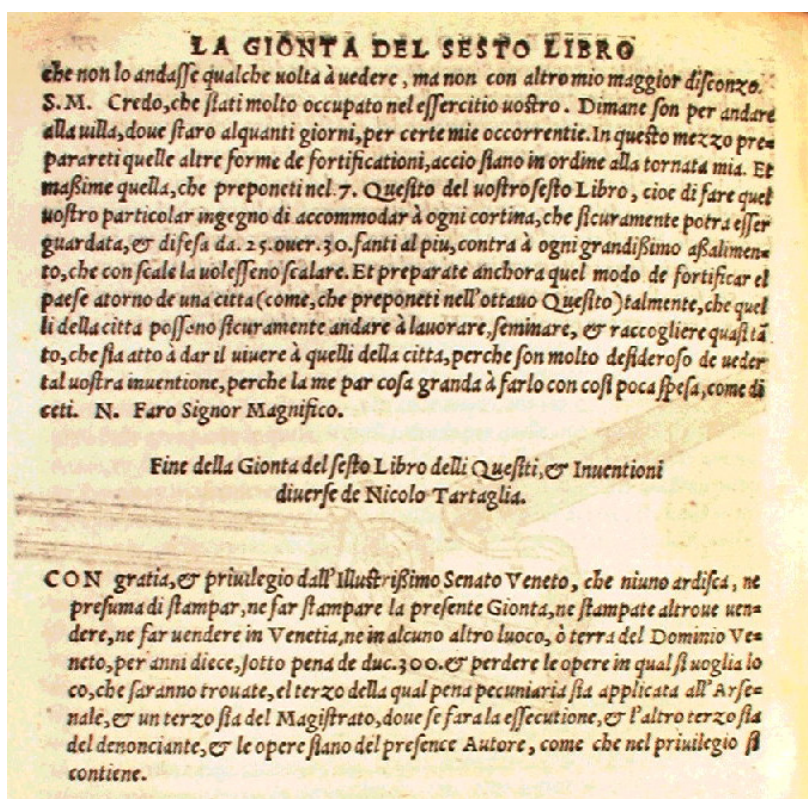 LA GIONTA DEL SESTO LIBRO
che non lo andasse qualche uolta à uedere, ma non con altro mio maggior disconzo.
S.M. Credo, che stati molto occupato nel essercitio uostro. Dimane son per andare
alla uilla, doue staro alquanti giorni, per certe mie occorrentie. In questo mezzo pre-
parareti quelle altre forme de fortificationi, accio siano in ordine alla tornata mia. Et
maßime quella, che preponeti nel 7. Quesito del uostro sesto Libro, cioe di fare quel
uostro particolar ingegno di accommodar à ogni cortina, che sicuramente potra esser
guardata, & difesa da. 25. ouer. 30. fanti al piu, contra à ogni grandißimo aßalimen=
to, che con scale la uolesseno scalare. Et preparate anchora quel modo de fortificar el
paese atorno de una citta (come, che preponeti nell'ottauo Quesito) talmente, che quel
li della citta possono sicuramente andare à lauorare, seminare, & raccogliere quasi tā
to, che sia atto à dar il uiuere à quelli della citta, perche son molto desideroso de ueder
tal uostra inuentione, perche la me par cosa granda à farlo con cosi poca spesa, come di
ceti. N. Faro Signor Magnifico.
Fine della Gionta del sesto Libro delli Quesiti, & Inuentioni
diuerse de Nicolo Tartaglia.
CON gratia, & priuilegio dall'Illustrißimo Senato Veneto, che niuno ardisca, ne
presuma di stampar, ne far stampare la presente Gionta, ne stampate altroue uen=
dere, ne far uendere in Venetia, ne in alcuno altro luoco, ò terra del Dominio Ve=
neto, per anni diece, sotto pena de duc. 300. & perdere le opere in qual si uoglia lo
co, che saranno trouate, el terzo della qual pena pecuniaria sia applicata all'Arse=
nale, & un terzo sia del Magistrato, doue se fara la essecutione, & l'altro terzo sia
del denonciante, & le opere siano del presence Autore, come che nel priuilegio si
contiene.